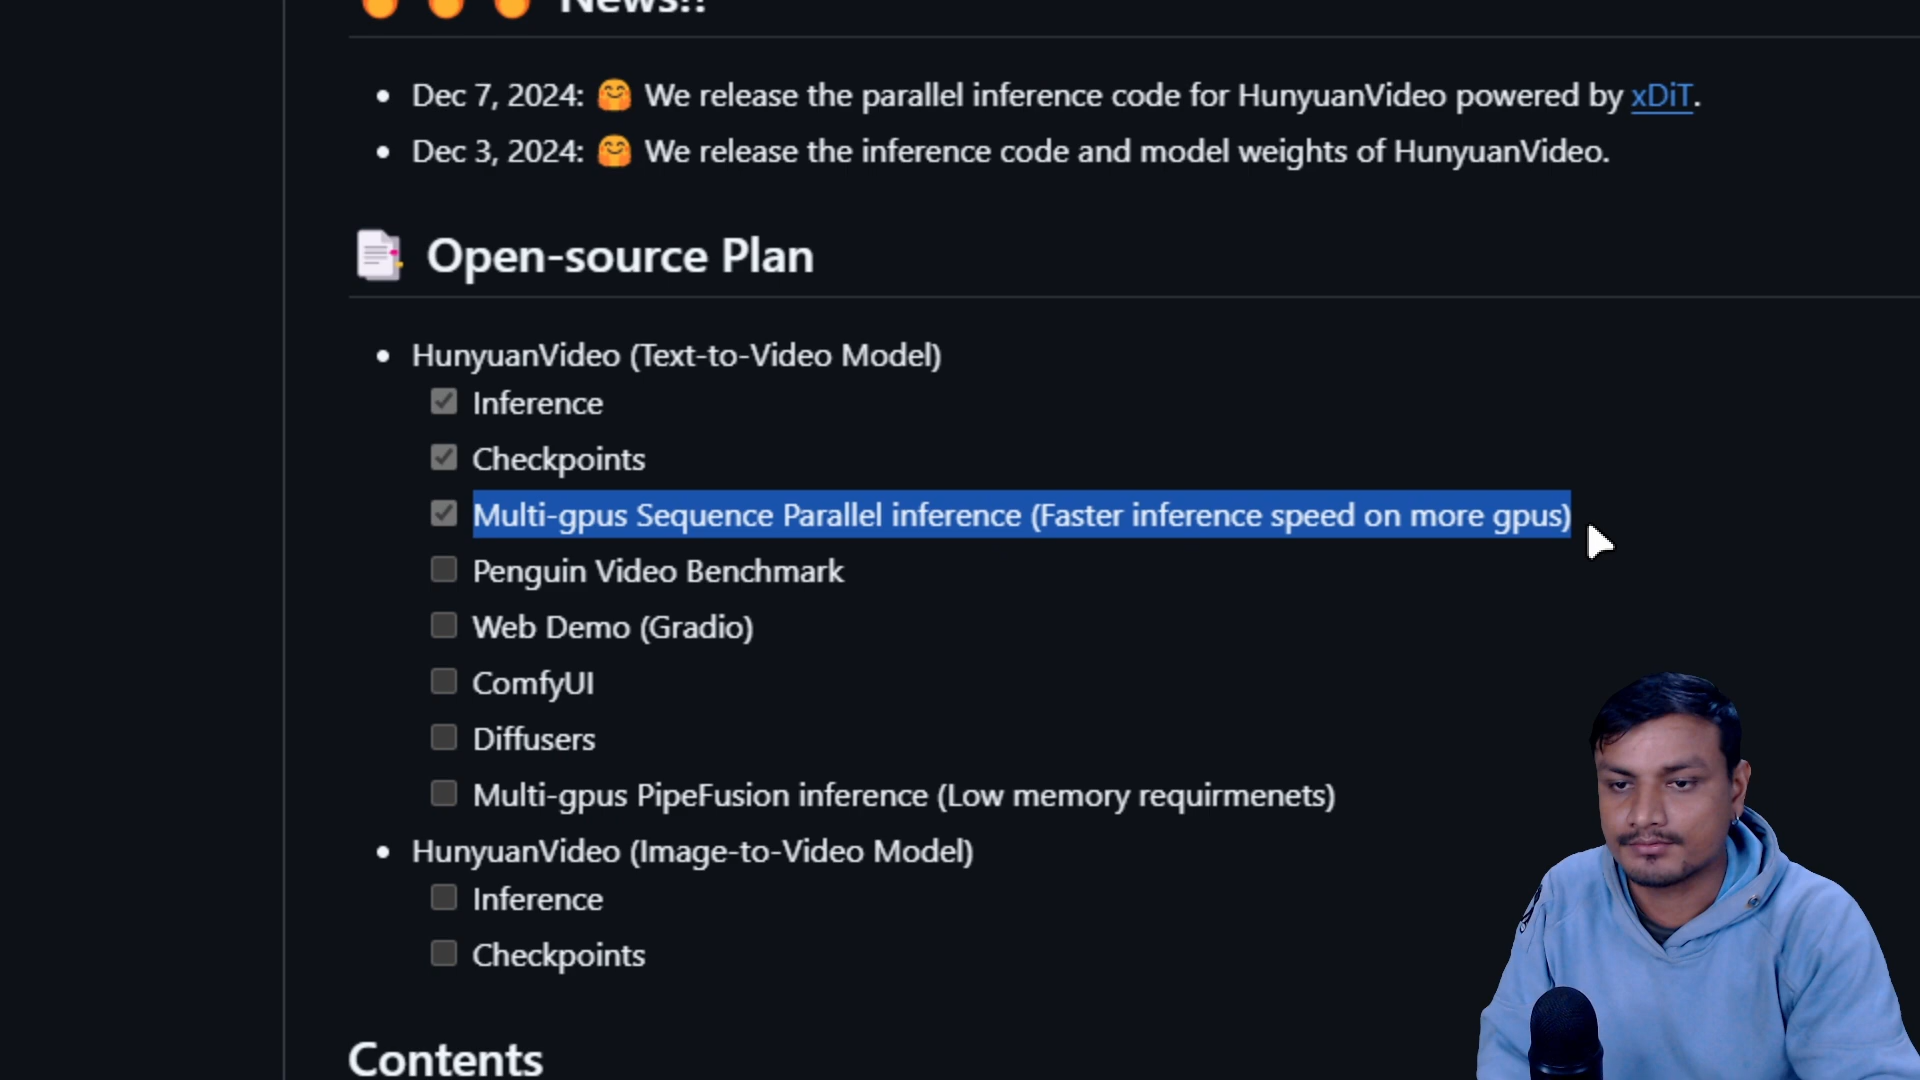 News!!
Dec 7, 2024: 🤗 We release the parallel inference code for HunyuanVideo powered by xDiT.
Dec 3, 2024: 🤗 We release the inference code and model weights of HunyuanVideo.
Open-source Plan
HunyuanVideo (Text-to-Video Model)
Inference
Checkpoints
Multi-gpus Sequence Parallel inference (Faster inference speed on more gpus)
Penguin Video Benchmark
Web Demo (Gradio)
ComfyUI
Diffusers
Multi-gpus PipeFusion inference (Low memory requirmenets)
HunyuanVideo (Image-to-Video Model)
Inference
Checkpoints
Contents